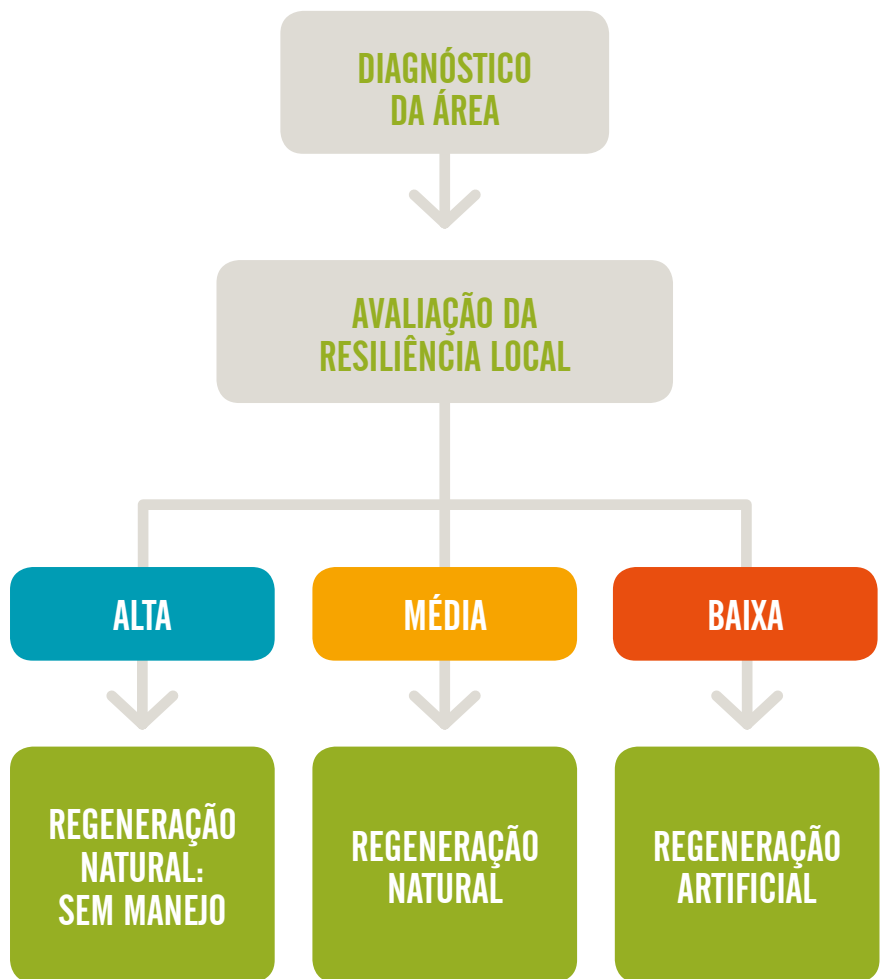 DIAGNÓSTICO
DA ÁREA
AVALIAÇÃO DA
RESILIÊNCIA LOCAL
ALTA
MÉDIA
BAIXA
REGENERAÇÃO
NATURAL:
SEM MANEJO
REGENERAÇÃO
NATURAL
REGENERAÇÃO
ARTIFICIAL